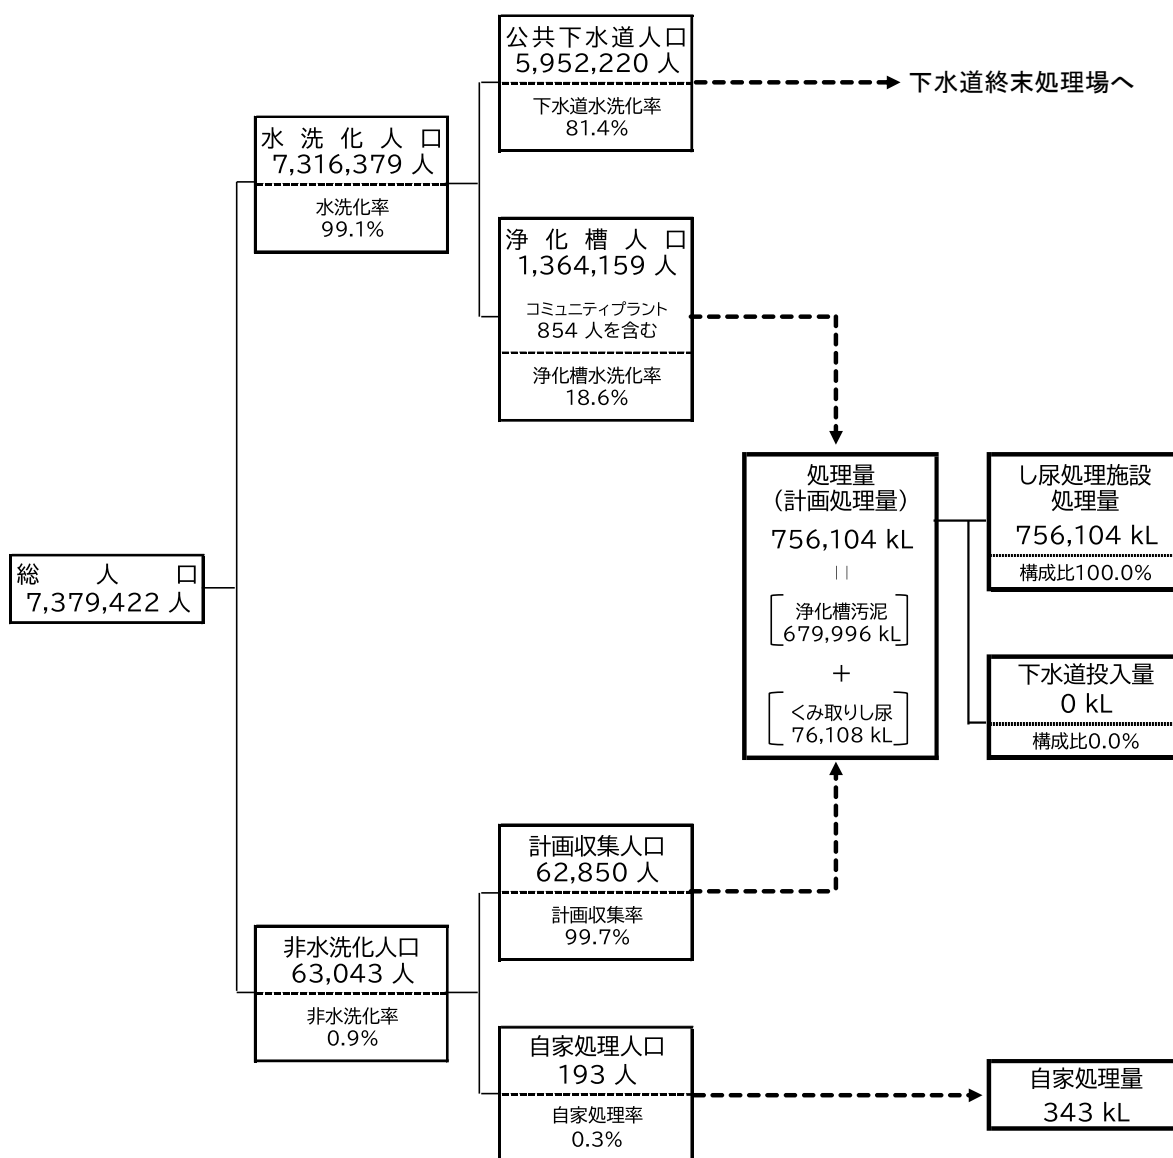 総人口
7,379,422 人
水洗化人口
7,316,379 人
水洗化率
99.1%
公共下水道人口
5,952,220 人
下水道水洗化率
81.4%
下水道終末処理場へ
浄化槽人口
1,364,159 人
コミュニティプラント
854 人を含む
浄化槽水洗化率
18.6%
処理量
(計画処理量)
756,104 kL
=
浄化槽汚泥
679,996 kL
+
くみ取りし尿
76,108 kL
し尿処理施設
処理量
756,104 kL
構成比100.0%
下水道投入量
0 kL
構成比0.0%
非水洗化人口
63,043 人
非水洗化率
0.9%
計画収集人口
62,850 人
計画収集率
99.7%
自家処理人口
193 人
自家処理率
0.3%
自家処理量
343 kL